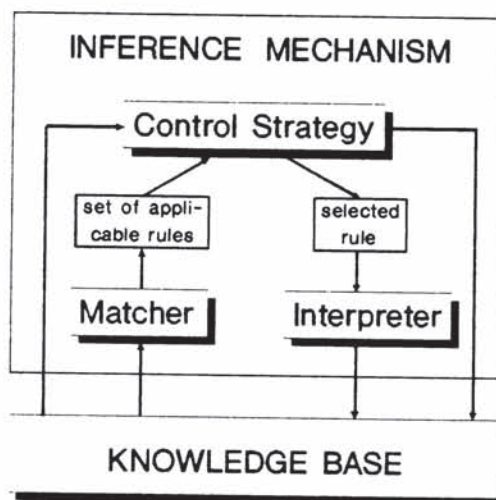 INFERENCE MECHANISM
Control Strategy
set of appli-
cable rules
selected
rule
Matcher
Interpreter
KNOWLEDGE BASE